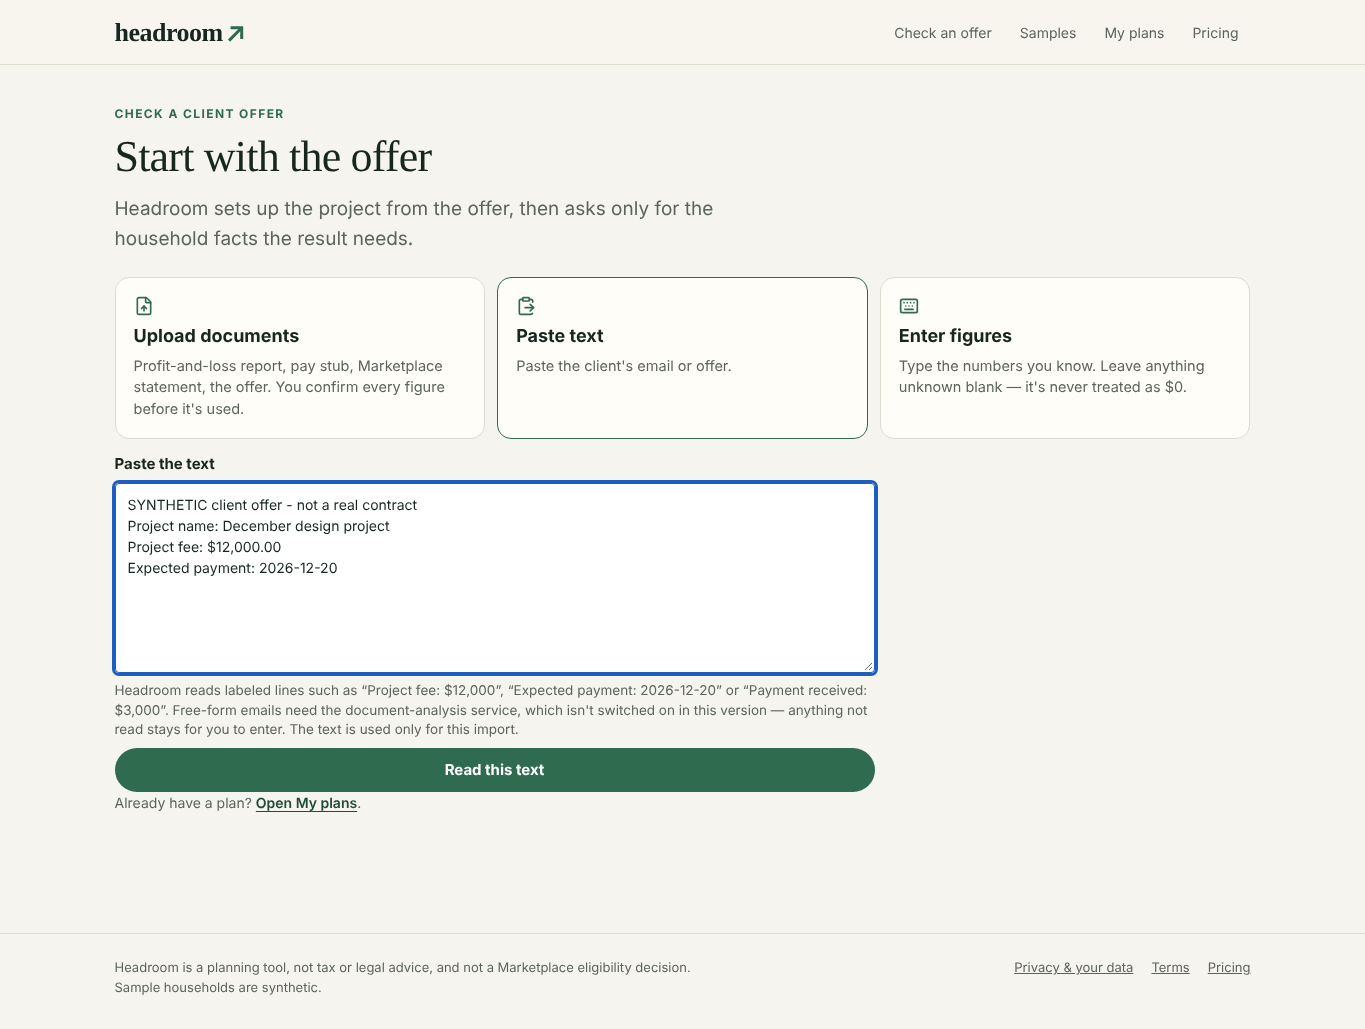 headroom
Check an offer
Samples
My plans
Pricing
CHECK A CLIENT OFFER
Start with the offer
Headroom sets up the project from the offer, then asks only for the
household facts the result needs.
Upload documents
Profit-and-loss report, pay stub, Marketplace
statement, the offer. You confirm every figure
before it's used.
Paste text
Paste the client's email or offer.
Enter figures
Type the numbers you know. Leave anything
unknown blank — it's never treated as $0.
Paste the text
SYNTHETIC client offer - not a real contract
Project name: December design project
Project fee: $12,000.00
Expected payment: 2026-12-20
Headroom reads labeled lines such as “Project fee: $12,000”, “Expected payment: 2026-12-20” or “Payment received:
$3,000”. Free-form emails need the document-analysis service, which isn't switched on in this version — anything not
read stays for you to enter. The text is used only for this import.
Read this text
Already have a plan? Open My plans.
Headroom is a planning tool, not tax or legal advice, and not a Marketplace eligibility decision.
Sample households are synthetic.
Privacy & your data
Terms
Pricing